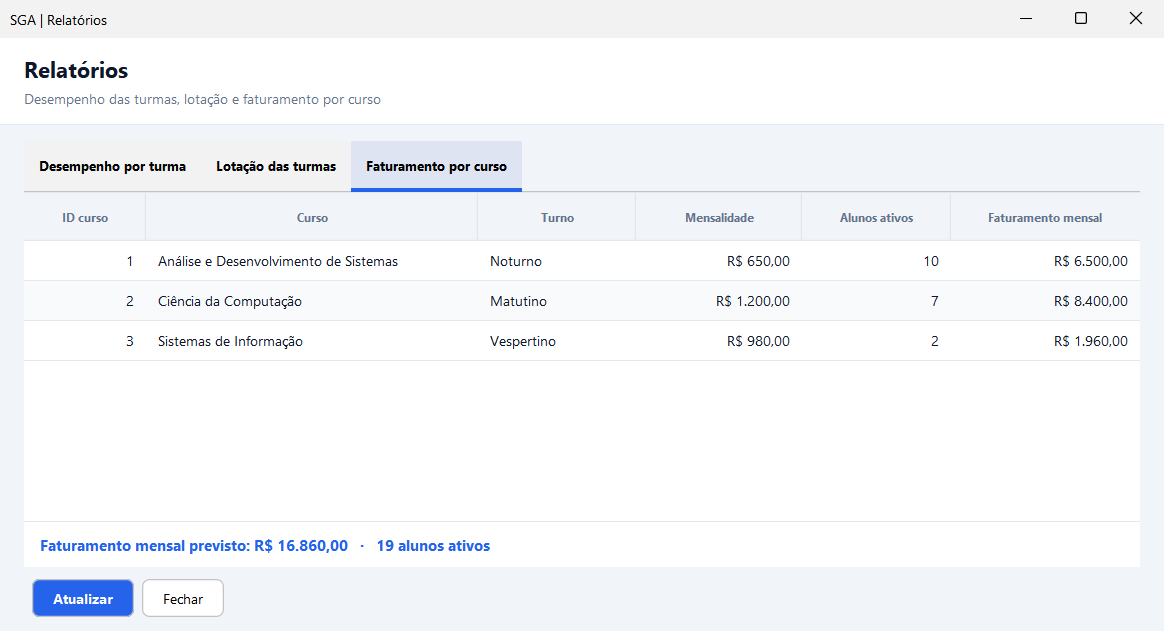 SGA | Relatórios
Relatórios
Desempenho das turmas, lotação e faturamento por curso
Desempenho por turma Lotação das turmas Faturamento por curso
ID curso Curso Turno Mensalidade Alunos ativos Faturamento mensal
1 Análise e Desenvolvimento de Sistemas Noturno R$ 650,00 10 R$ 6.500,00
2 Ciência da Computação Matutino R$ 1.200,00 7 R$ 8.400,00
3 Sistemas de Informação Vespertino R$ 980,00 2 R$ 1.960,00
Faturamento mensal previsto: R$ 16.860,00 · 19 alunos ativos
Atualizar Fechar